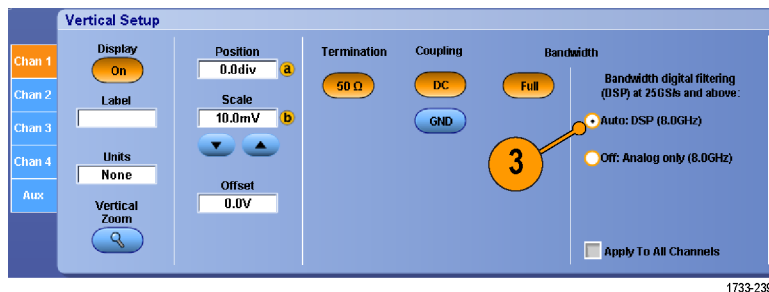 Vertical Setup
Chan 1
Chan 2
Chan 3
Chan 4
Aux
Display
On
Label
Units
None
Vertical
Zoom
Position
0.0div
a
Scale
10.0mV
b
Offset
0.0V
Termination
50 Ω
Coupling
DC
GND
Bandwidth
Full
Bandwidth digital filtering
(DSP) at 25GS/s and above:
Auto: DSP (8.0GHz)
Off: Analog only (8.0GHz)
3
Apply To All Channels
1733-239